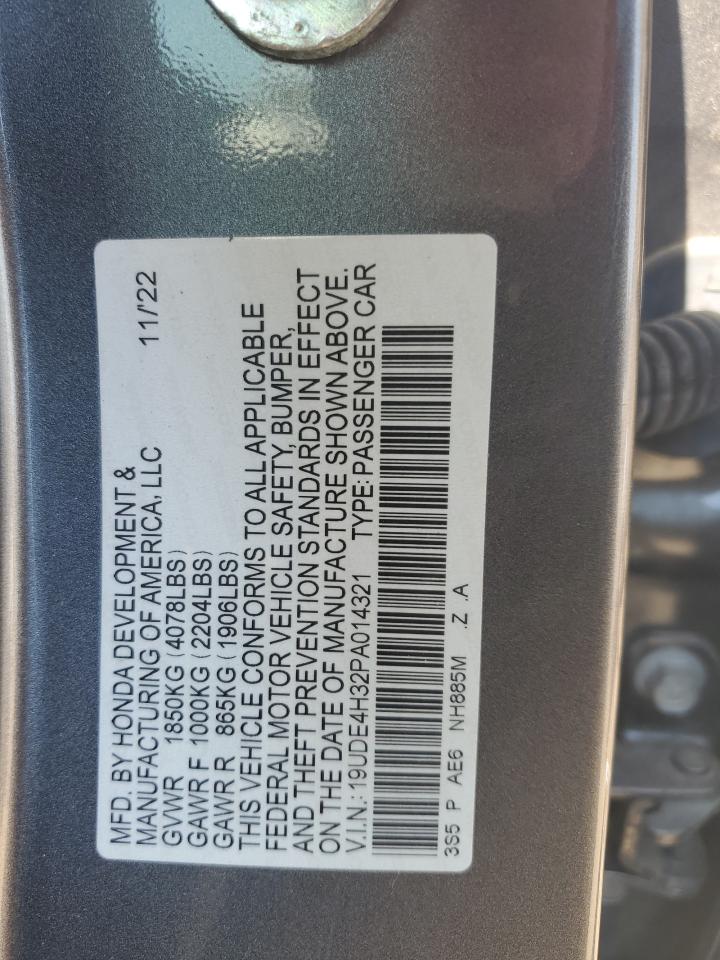 MFD. BY HONDA DEVELOPMENT &
MANUFACTURING OF AMERICA, LLC 11/'22
GVWR 1850KG (4078LBS)
GAWR F 1000KG (2204LBS)
GAWR R 865KG (1906LBS)
THIS VEHICLE CONFORMS TO ALL APPLICABLE
FEDERAL MOTOR VEHICLE SAFETY, BUMPER,
AND THEFT PREVENTION STANDARDS IN EFFECT
ON THE DATE OF MANUFACTURE SHOWN ABOVE.
V.I.N.: 19UDE4H32PA014321 TYPE: PASSENGER CAR
3S5 P AE6 NH885M .Z .A